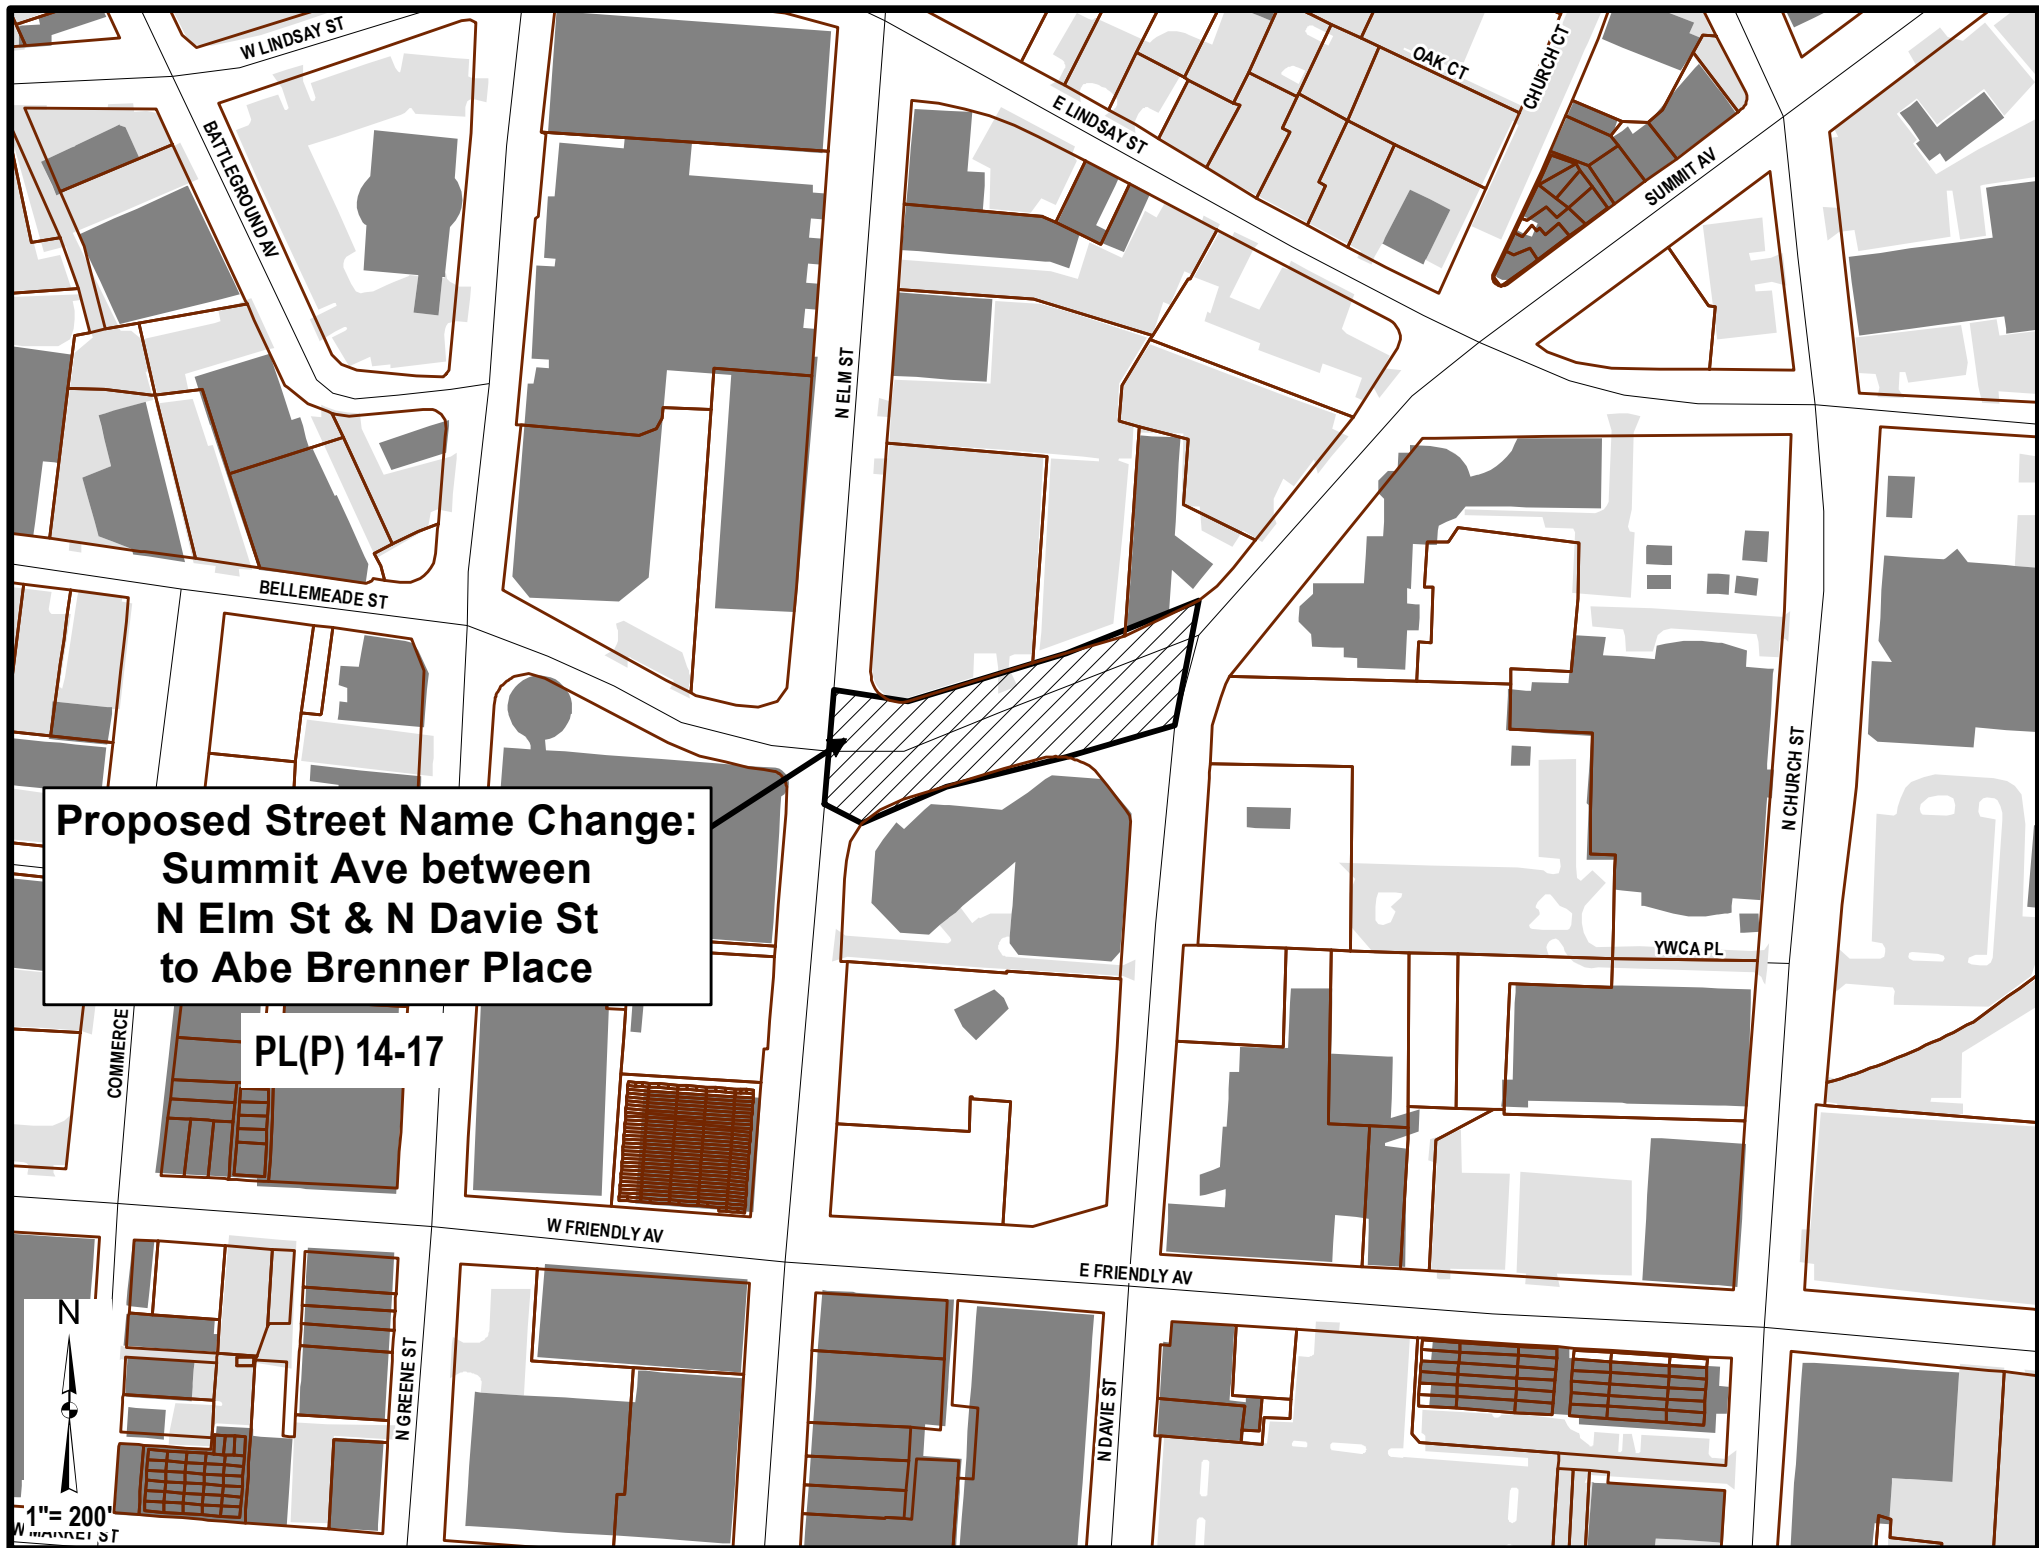 W LINDSAY ST
OAK CT
CHURCH CT
E LINDSAY ST
BATTLEGROUND AV
SUMMIT AV
N ELM ST
BELLEMEADE ST
N CHURCH ST
Proposed Street Name Change:
Summit Ave between
N Elm St & N Davie St
to Abe Brenner Place
YWCA PL
PL(P) 14-17
COMMERCE
W FRIENDLY AV
E FRIENDLY AV
N
N GREENE ST
N DAVIE ST
1"= 200'
W MARKET ST